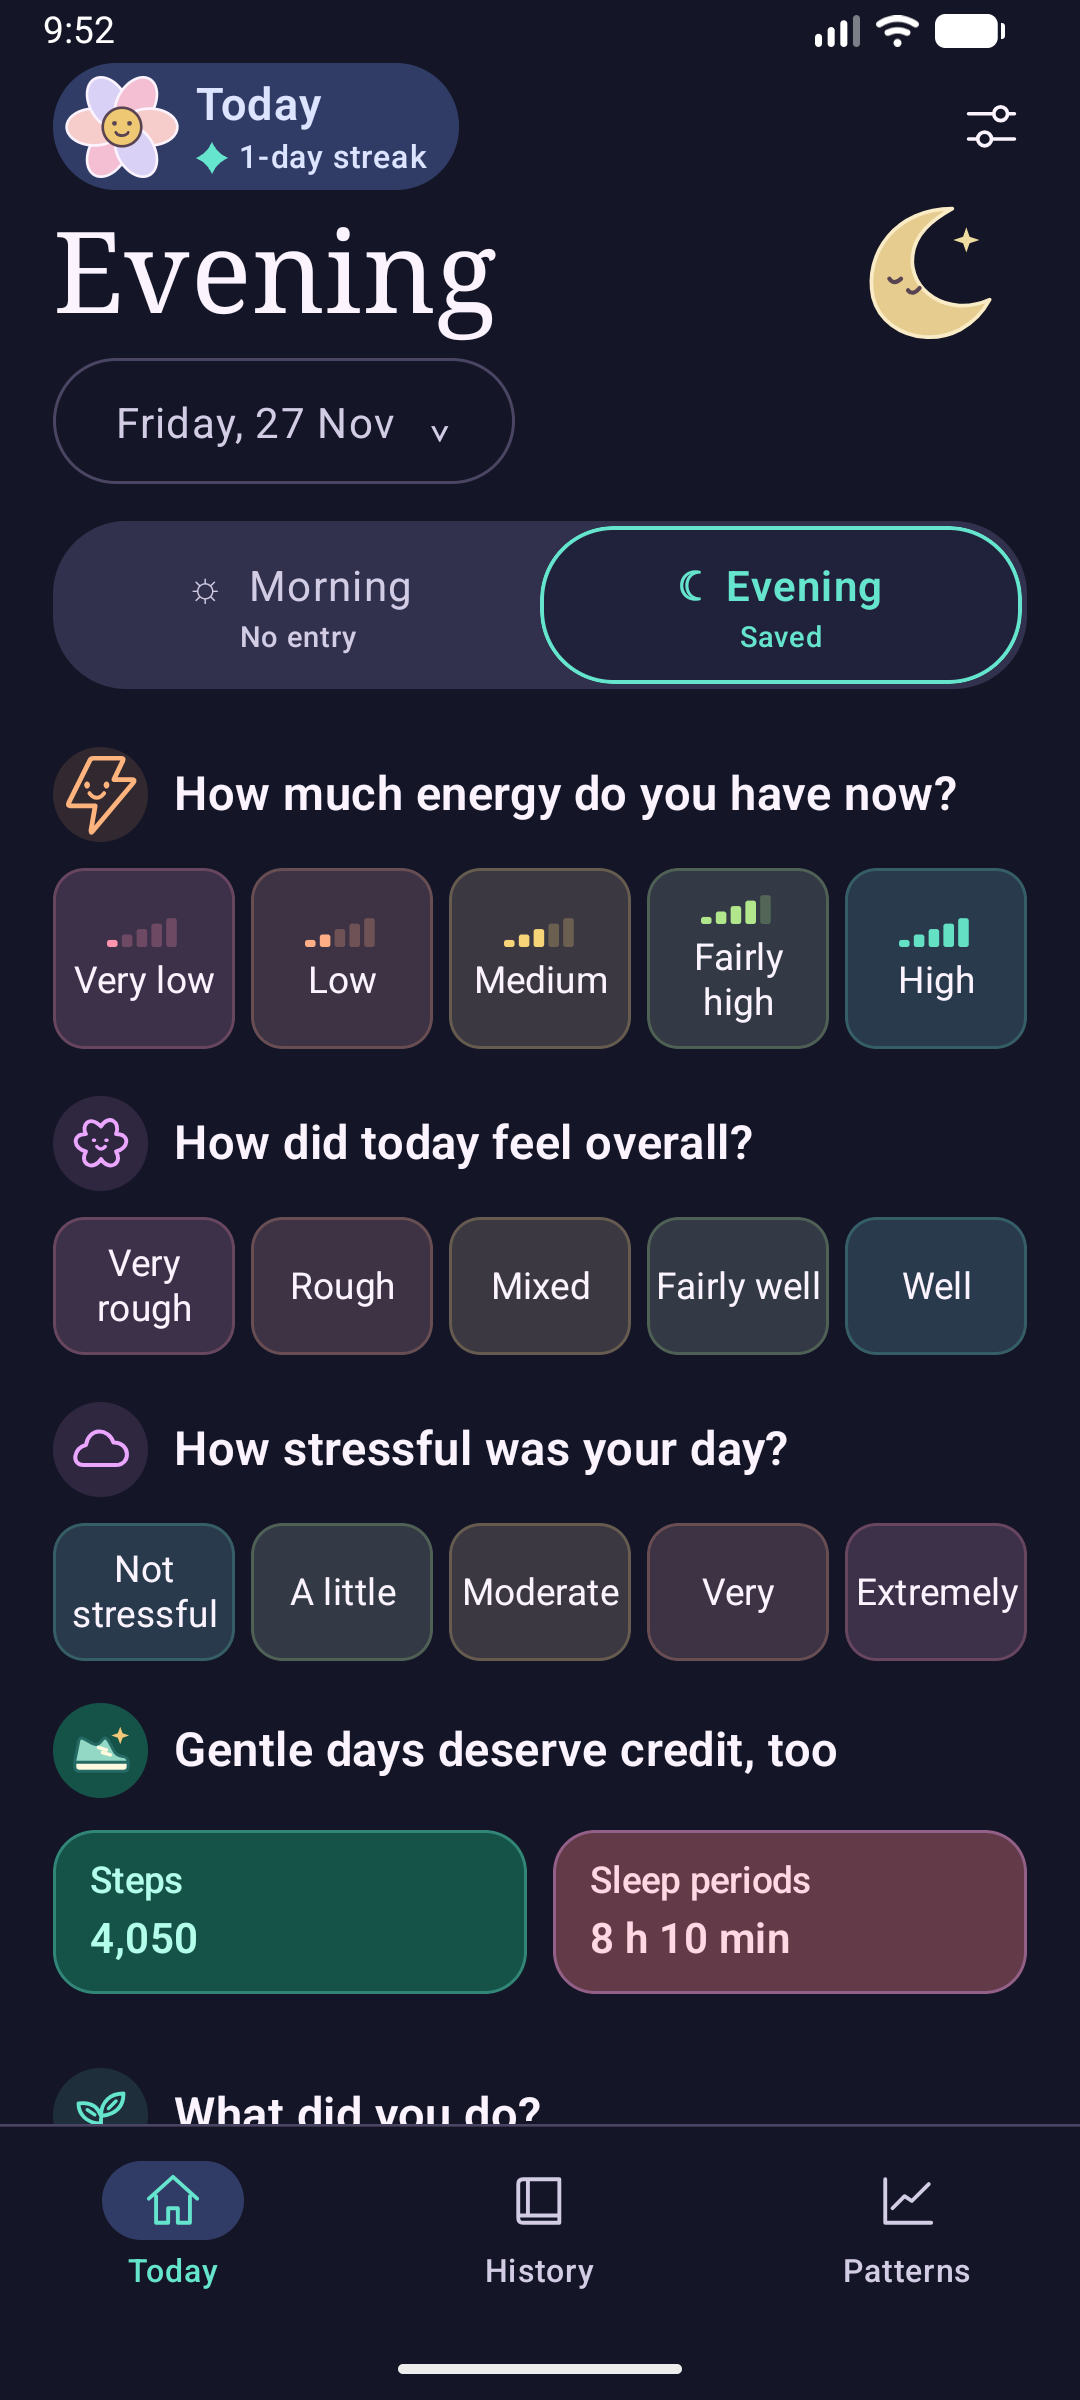 9:52
Today
1-day streak
Evening
Friday, 27 Nov
Morning
No entry
Evening
Saved
How much energy do you have now?
Very low
Low
Medium
Fairly
high
High
How did today feel overall?
Very
rough
Rough
Mixed
Fairly well
Well
How stressful was your day?
Not
stressful
A little
Moderate
Very
Extremely
Gentle days deserve credit, too
Steps
4,050
Sleep periods
8 h 10 min
What did you do?
Today
History
Patterns